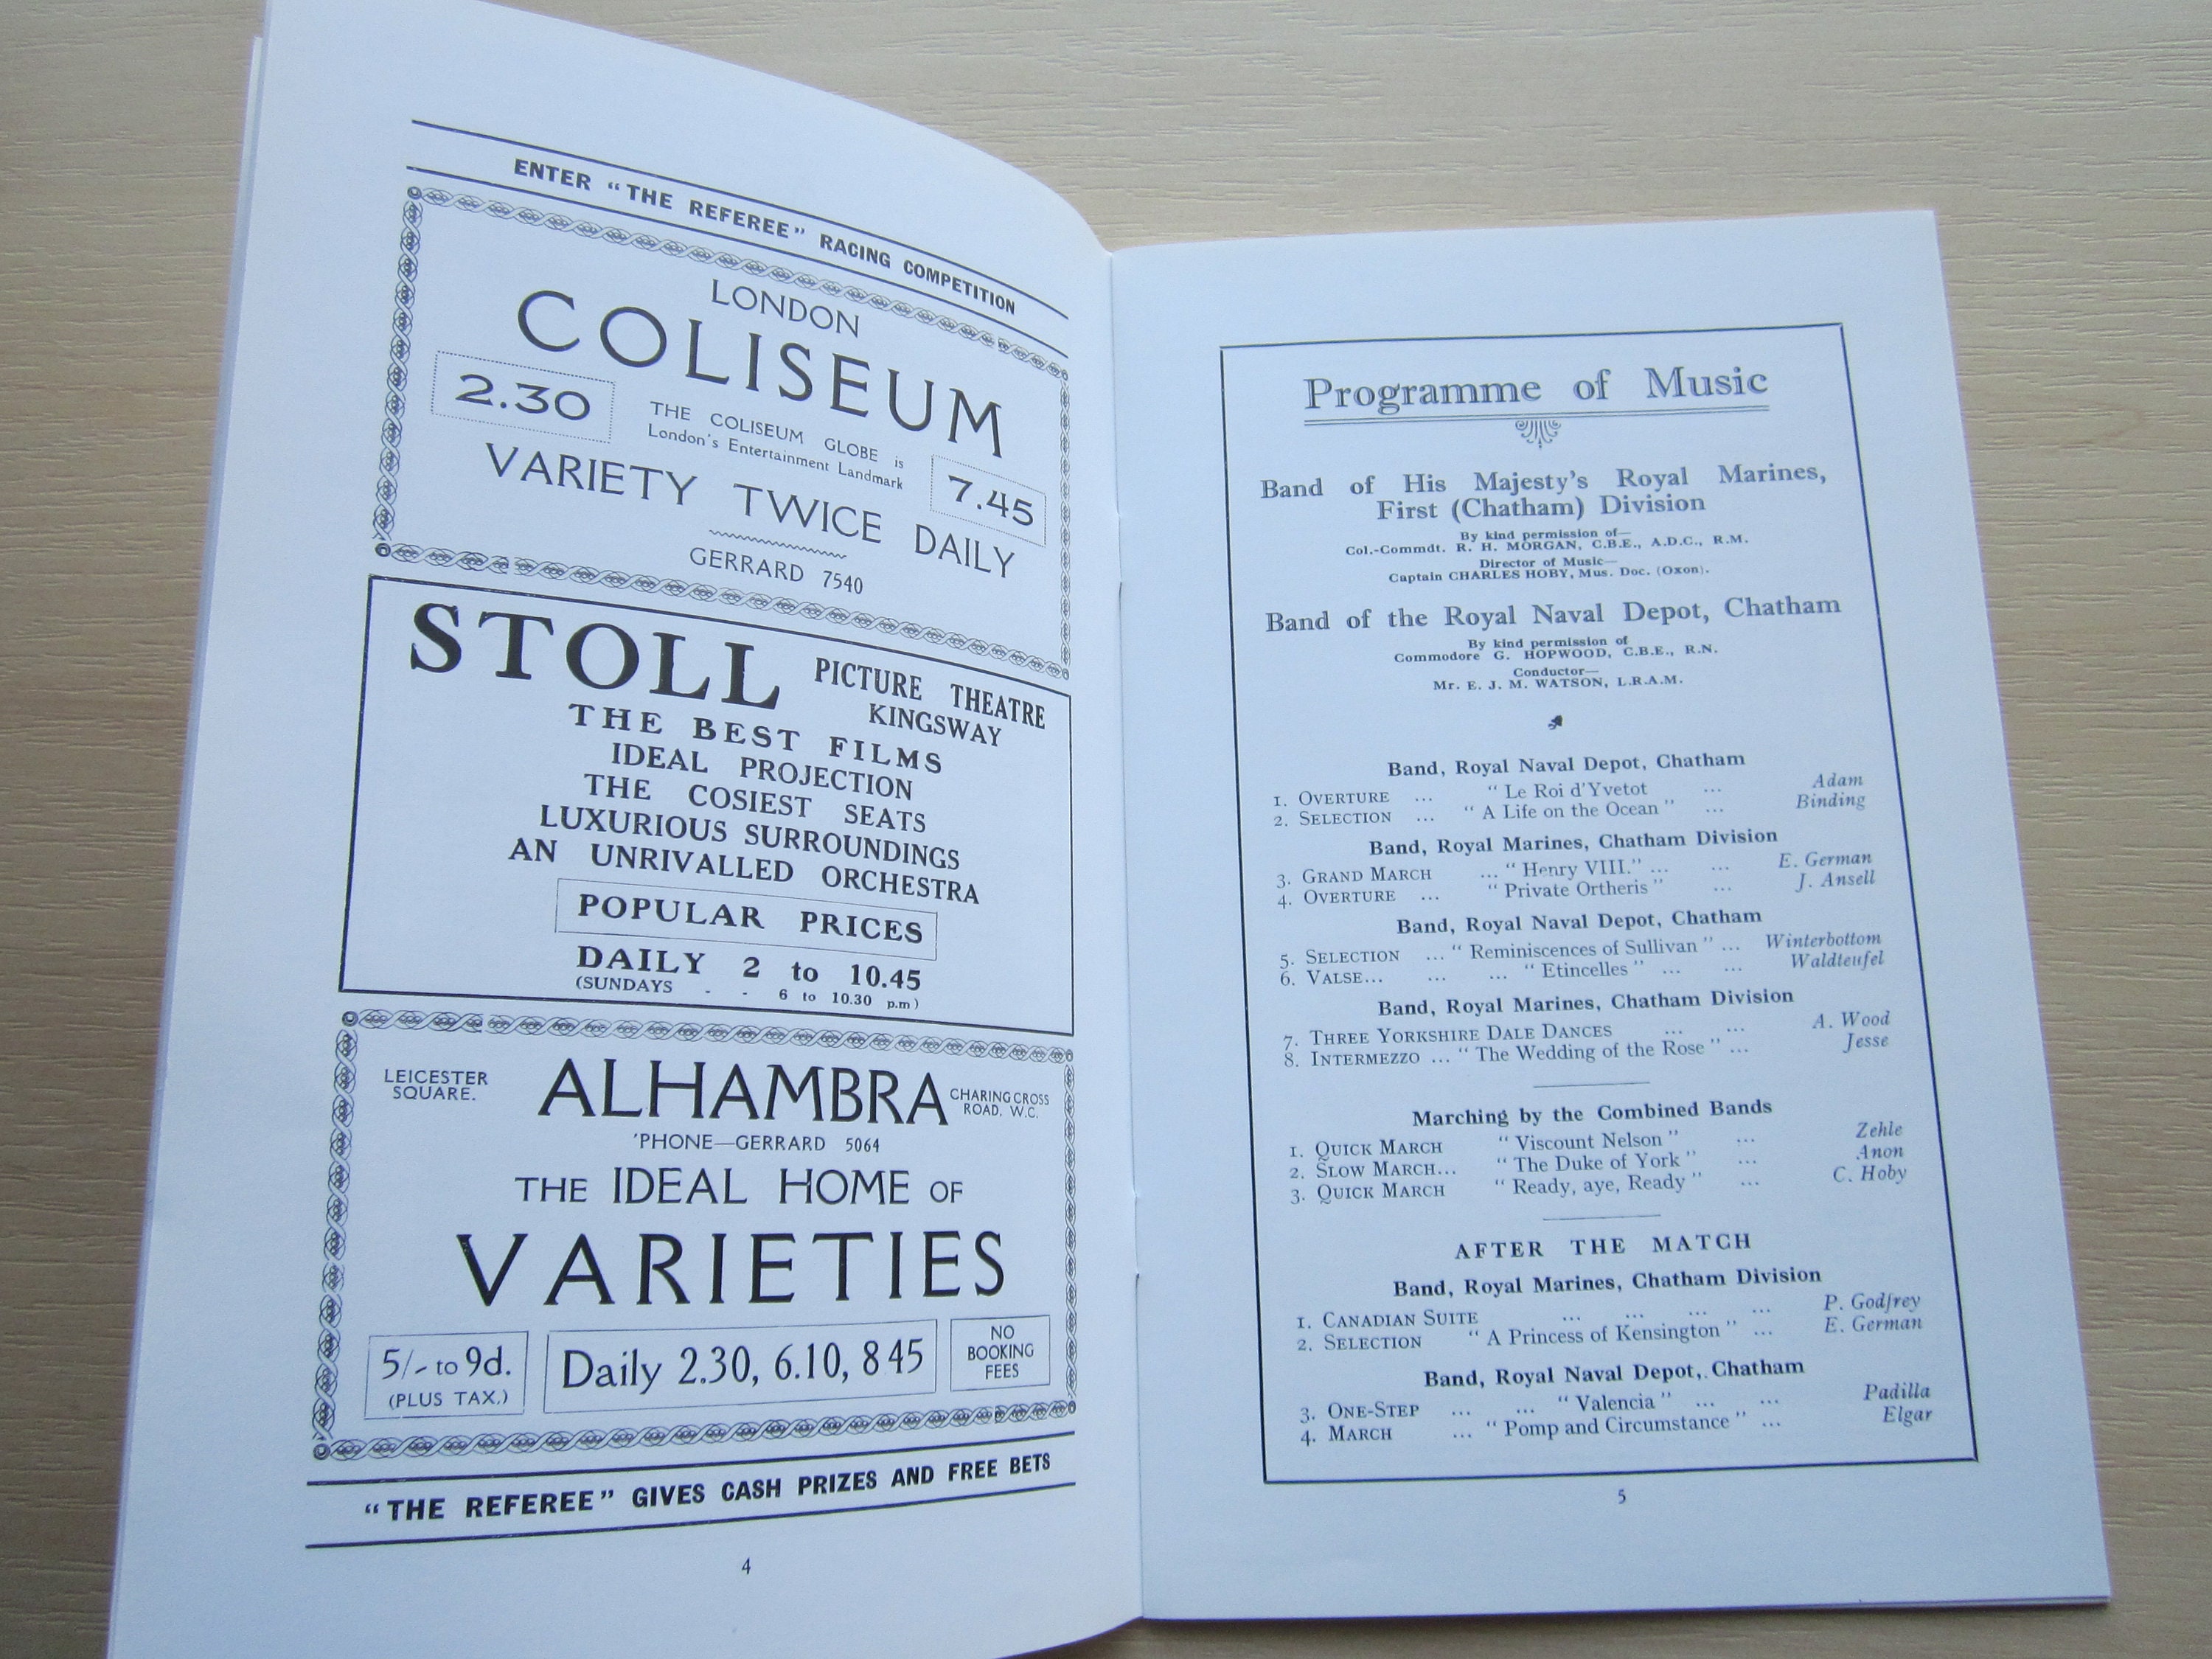 ENTER "THE REFEREE" RACING COMPETITION
LONDON
COLISEUM
2.30
THE COLISEUM GLOBE is
London's Entertainment Landmark
7.45
VARIETY TWICE DAILY
GERRARD 7540
STOLL PICTURE THEATRE
KINGSWAY
THE BEST FILMS
IDEAL PROJECTION
THE COSIEST SEATS
LUXURIOUS SURROUNDINGS
AN UNRIVALLED ORCHESTRA
POPULAR PRICES
DAILY 2 to 10.45
(SUNDAYS - - 6 to 10.30 p.m)
LEICESTER
SQUARE.
ALHAMBRA
CHARING CROSS
ROAD, W.C.
'PHONE—GERRARD 5064
THE IDEAL HOME OF
VARIETIES
5/- to 9d.
(PLUS TAX.)
Daily 2.30, 6.10, 8 45
NO
BOOKING
FEES
"THE REFEREE" GIVES CASH PRIZES AND FREE BETS
4
Programme of Music
Band of His Majesty's Royal Marines,
First (Chatham) Division
By kind permission of—
Col.-Commdt. R. H. MORGAN, C.B.E., A.D.C., R.M.
Director of Music—
Captain CHARLES HOBY, Mus. Doc. (Oxon).
Band of the Royal Naval Depot, Chatham
By kind permission of
Commodore G. HOPWOOD, C.B.E., R.N.
Conductor—
Mr. E. J. M. WATSON, L.R.A.M.
Band, Royal Naval Depot, Chatham
1. OVERTURE ... "Le Roi d'Yvetot ... Adam
2. SELECTION ... "A Life on the Ocean" ... Binding
Band, Royal Marines, Chatham Division
3. GRAND MARCH ... "Henry VIII." ... ... E. German
4. OVERTURE ... "Private Ortheris" ... J. Ansell
Band, Royal Naval Depot, Chatham
5. SELECTION ... "Reminiscences of Sullivan" ... Winterbottom
6. VALSE... ... ... "Etincelles" ... ... Waldteufel
Band, Royal Marines, Chatham Division
7. THREE YORKSHIRE DALE DANCES ... ... A. Wood
8. INTERMEZZO ... "The Wedding of the Rose" ... Jesse
Marching by the Combined Bands
1. QUICK MARCH "Viscount Nelson" ... Zehle
2. SLOW MARCH... "The Duke of York" ... Anon
3. QUICK MARCH "Ready, aye, Ready" ... C. Hoby
AFTER THE MATCH
Band, Royal Marines, Chatham Division
1. CANADIAN SUITE ... ... ... ... P. Godfrey
2. SELECTION "A Princess of Kensington" ... E. German
Band, Royal Naval Depot, Chatham
3. ONE-STEP ... ... "Valencia" ... ... Padilla
4. MARCH ... "Pomp and Circumstance" ... Elgar
5